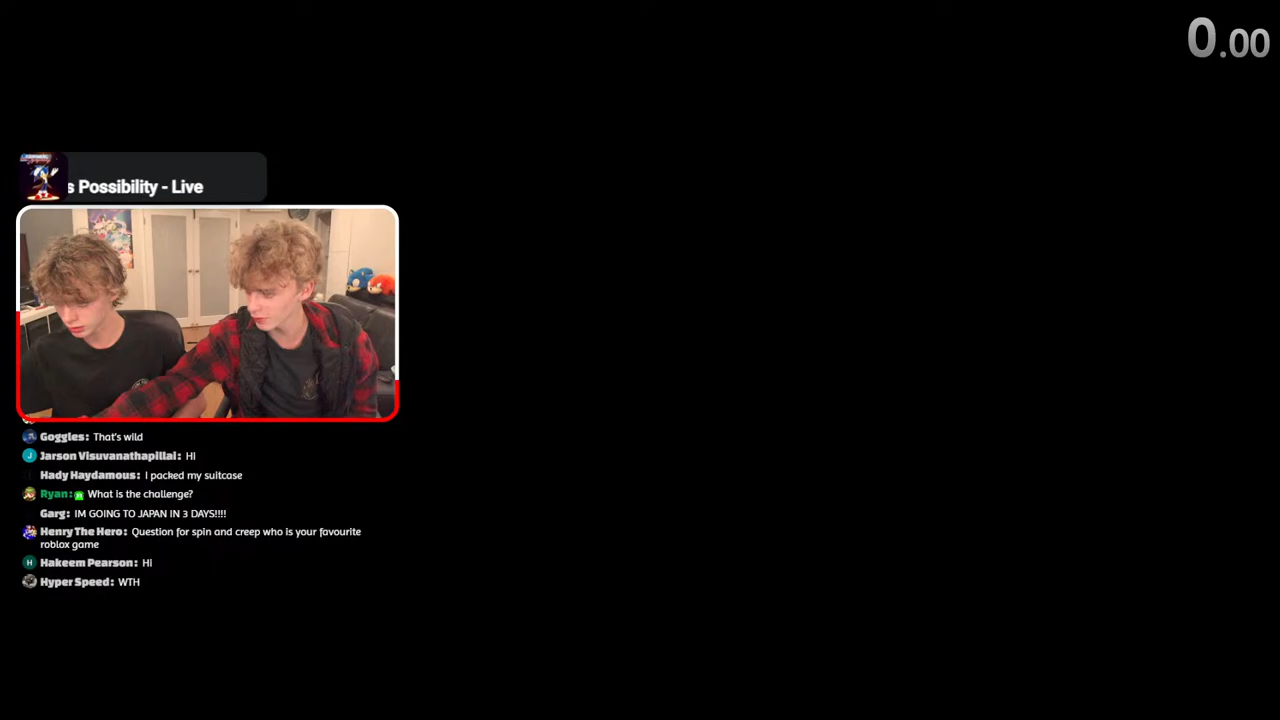 0.00
s Possibility - Live
Goggles: That's wild
J Jarson Visuvanathapillai: HI
Hady Haydamous: I packed my suitcase
Ryan: What is the challenge?
Garg: IM GOING TO JAPAN IN 3 DAYS!!!!
Henry The Hero: Question for spin and creep who is your favourite
roblox game
H Hakeem Pearson: HI
Hyper Speed: WTH